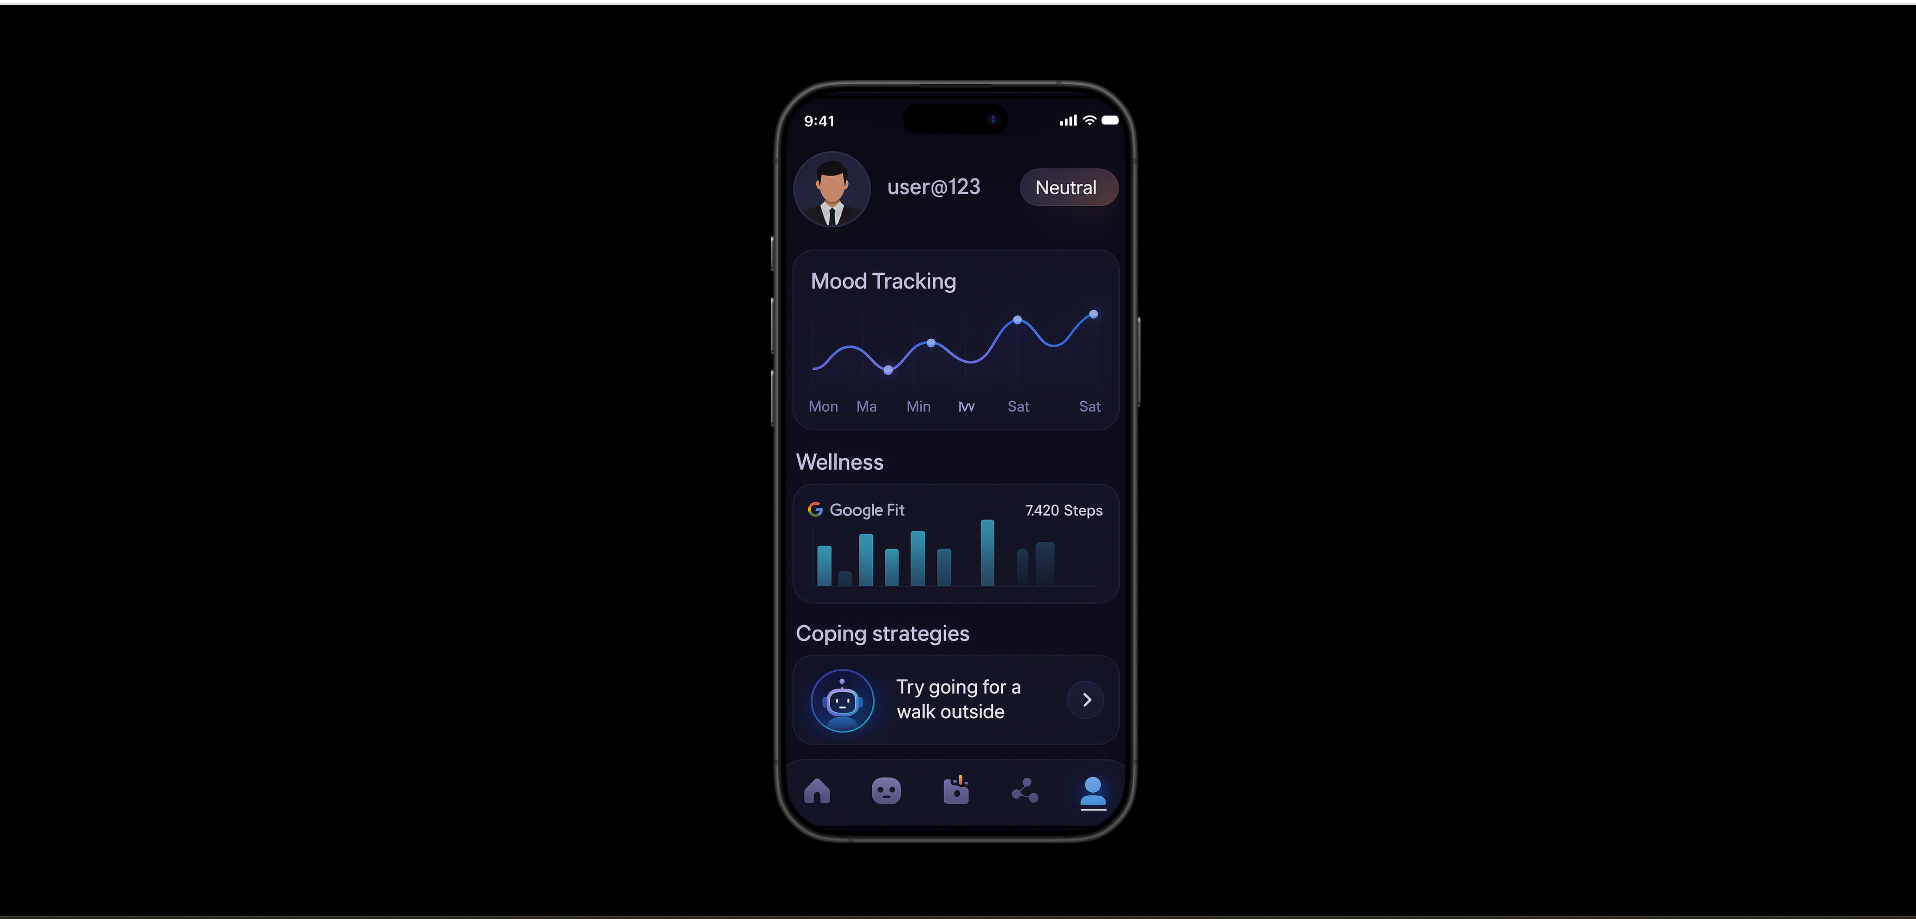 9:41
user@123
Neutral
Mood Tracking
Mon Ma Min Sat Sat
Wellness
Google Fit
7.420 Steps
Coping strategies
Try going for a
walk outside